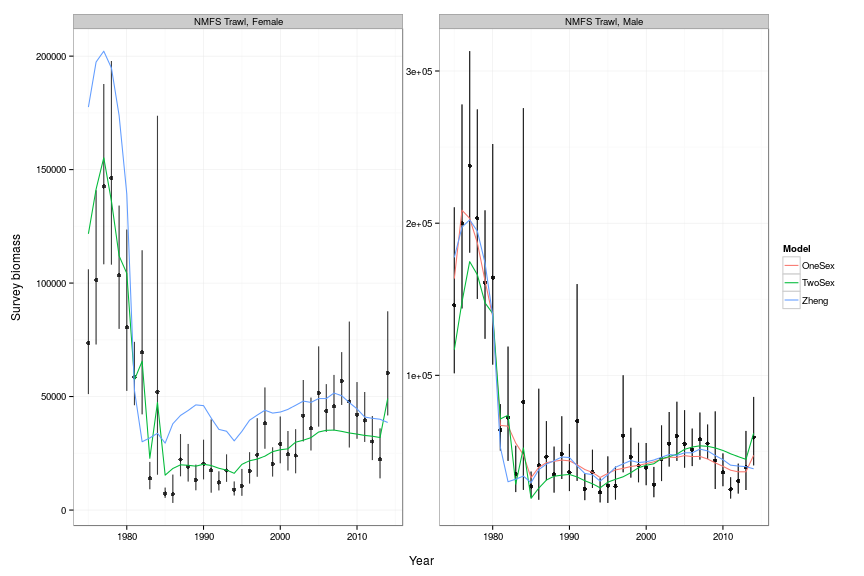 NMFS Trawl, Female
NMFS Trawl, Male
Survey biomass
200000
150000
100000
50000
0
3e+05
2e+05
1e+05
1980
1990
2000
2010
1980
1990
2000
2010
Year
Model
OneSex
TwoSex
Zheng